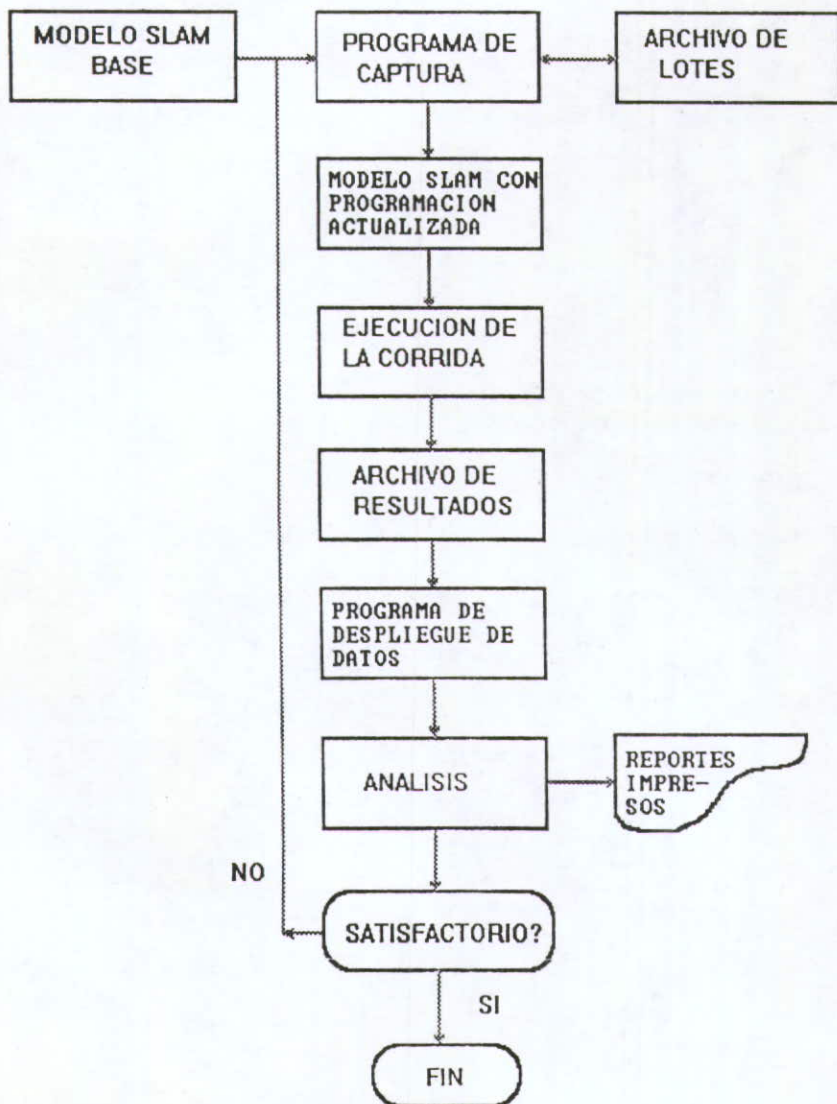 MODELO SLAM
BASE
PROGRAMA DE
CAPTURA
ARCHIVO DE
LOTES
MODELO SLAM CON
PROGRAMACION
ACTUALIZADA
EJECUCION DE
LA CORRIDA
ARCHIVO DE
RESULTADOS
PROGRAMA DE
DESPLIEGUE DE
DATOS
ANALISIS
REPORTES
IMPRE-
SOS
NO
SATISFACTORIO?
SI
FIN